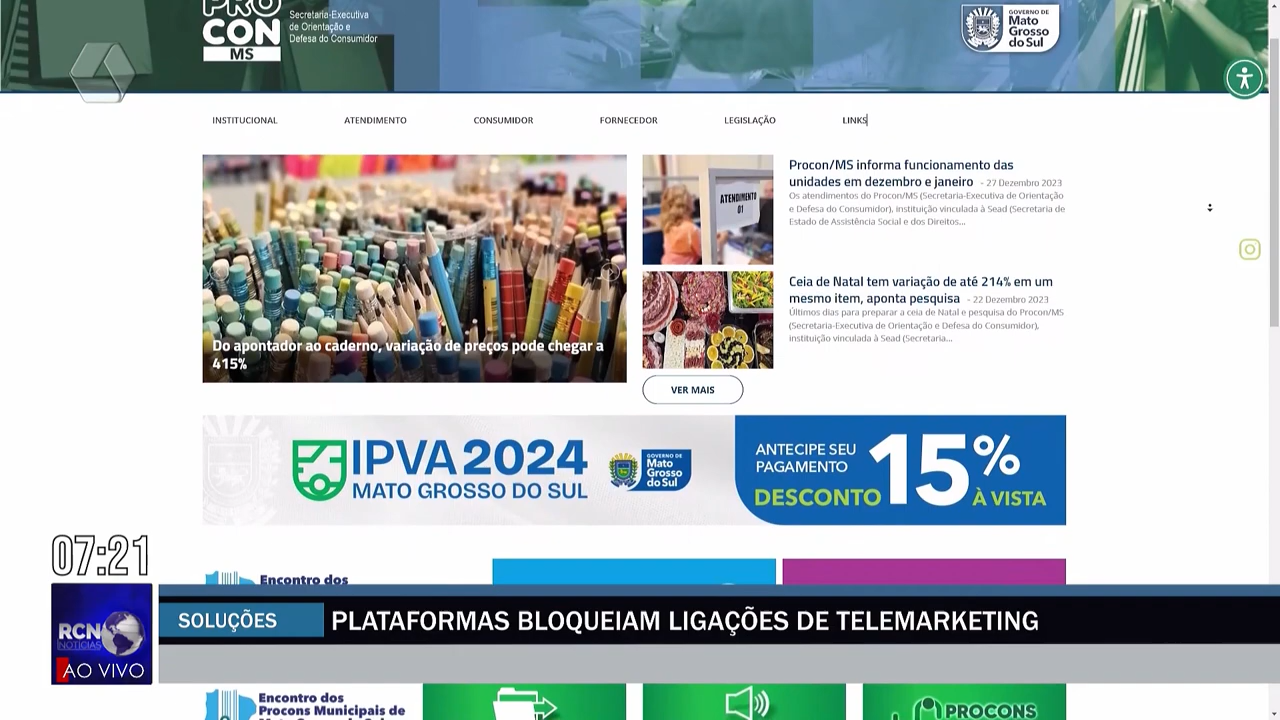 PRO
CON
MS
Secretaria-Executiva
de Orientação e
Defesa do Consumidor
GOVERNO DE
Mato
Grosso
do Sul
INSTITUCIONAL
ATENDIMENTO
CONSUMIDOR
FORNECEDOR
LEGISLAÇÃO
LINKS
Do apontador ao caderno, variação de preços pode chegar a
415%
ATENDIMENTO
01
Procon/MS informa funcionamento das
unidades em dezembro e janeiro - 27 Dezembro 2023
Os atendimentos do Procon/MS (Secretaria-Executiva de Orientação
e Defesa do Consumidor), instituição vinculada à Sead (Secretaria de
Estado de Assistência Social e dos Direitos...
Ceia de Natal tem variação de até 214% em um
mesmo item, aponta pesquisa - 22 Dezembro 2023
Últimos dias para preparar a ceia de Natal e pesquisa do Procon/MS
(Secretaria-Executiva de Orientação e Defesa do Consumidor),
instituição vinculada à Sead (Secretaria...
VER MAIS
IPVA 2024
MATO GROSSO DO SUL
GOVERNO DE
Mato
Grosso
do Sul
ANTECIPE SEU
PAGAMENTO
DESCONTO
15%
À VISTA
Encontro dos
07:21
RCN
NOTÍCIAS
AO VIVO
SOLUÇÕES
PLATAFORMAS BLOQUEIAM LIGAÇÕES DE TELEMARKETING
Encontro dos
Procons Municipais de
PROCONS